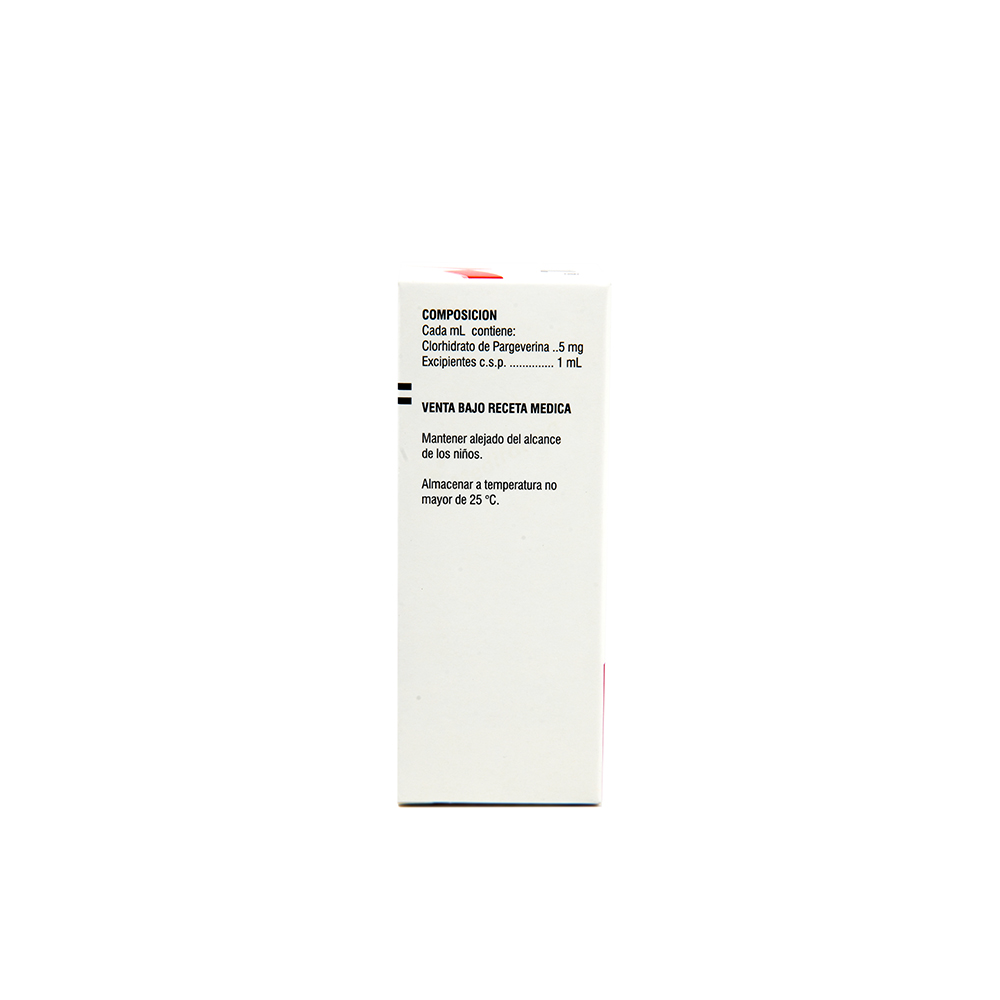 COMPOSICION
Cada mL contiene:
Clorhidrato de Pargeverina ..5 mg
Excipientes c.s.p. .............. 1 mL
VENTA BAJO RECETA MEDICA
Mantener alejado del alcance
de los niños.
Almacenar a temperatura no
mayor de 25 °C.